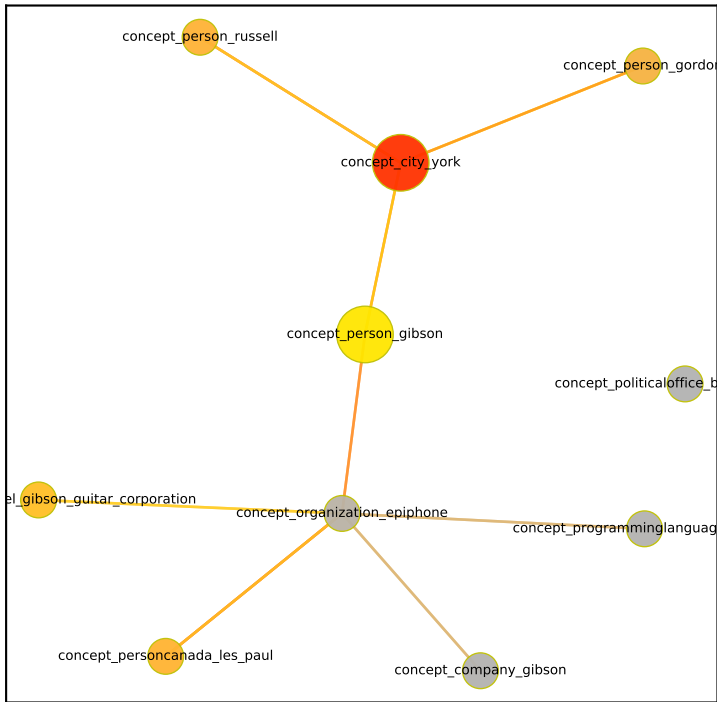 concept_person_russell
concept_person_gordon
concept_city_york
concept_person_gibson
concept_politicaloffice_b
el_gibson_guitar_corporation
concept_organization_epiphone
concept_programminglanguag
concept_personcanada_les_paul
concept_company_gibson